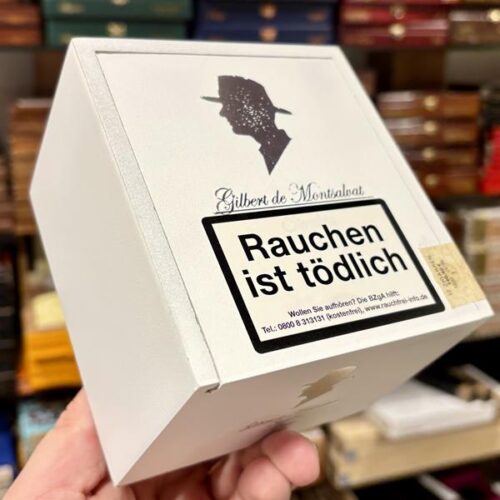 Gilbert de Montsalvat
Rauchen
ist tödlich
Wollen Sie aufhören? Die BZgA hilft:
Tel.: 0800 8 313131 (kostenfrei), www.rauchfrei-info.de